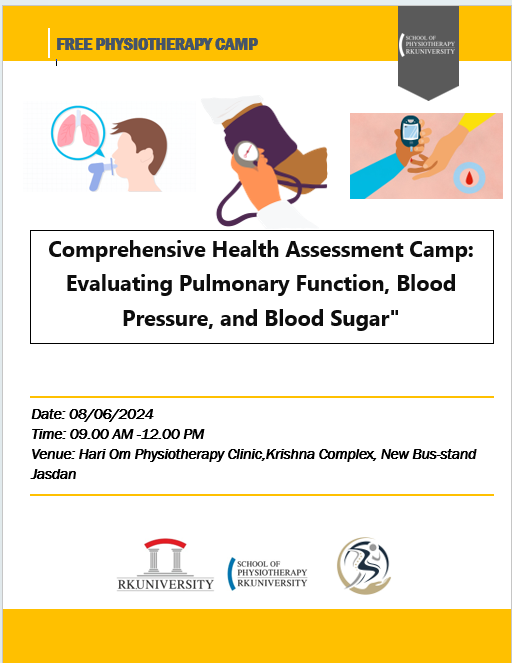 FREE PHYSIOTHERAPY CAMP
SCHOOL OF
PHYSIOTHERAPY
RKUNIVERSITY
Comprehensive Health Assessment Camp:
Evaluating Pulmonary Function, Blood
Pressure, and Blood Sugar"
Date: 08/06/2024
Time: 09.00 AM -12.00 PM
Venue: Hari Om Physiotherapy Clinic,Krishna Complex, New Bus-stand
Jasdan
RKUNIVERSITY
SCHOOL OF
PHYSIOTHERAPY
RKUNIVERSITY